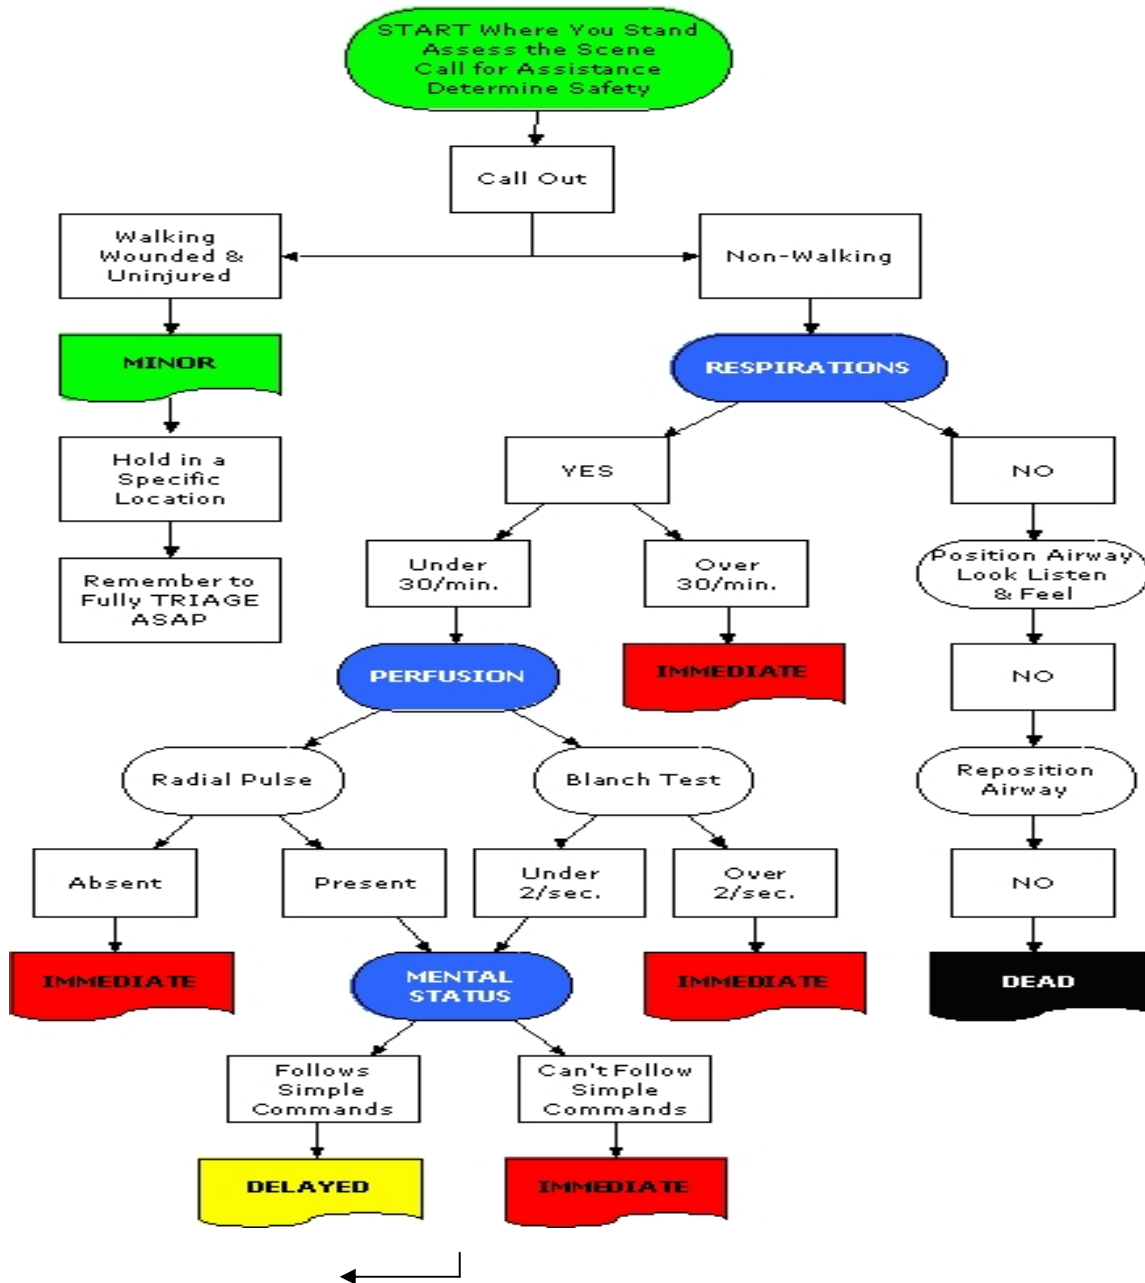 START Where You Stand
Assess the Scene
Call for Assistance
Determine Safety
Call Out
Walking
Wounded &
Uninjured
Non-Walking
MINOR
RESPIRATIONS
Hold in a
Specific
Location
YES
NO
Remember to
Fully TRIAGE
ASAP
Under
30/min.
Over
30/min.
Position Airway
Look Listen
& Feel
PERFUSION
IMMEDIATE
NO
Radial Pulse
Blanch Test
Reposition
Airway
Absent
Present
Under
2/sec.
Over
2/sec.
NO
IMMEDIATE
MENTAL
STATUS
IMMEDIATE
DEAD
Follows
Simple
Commands
Can't Follow
Simple
Commands
DELAYED
IMMEDIATE